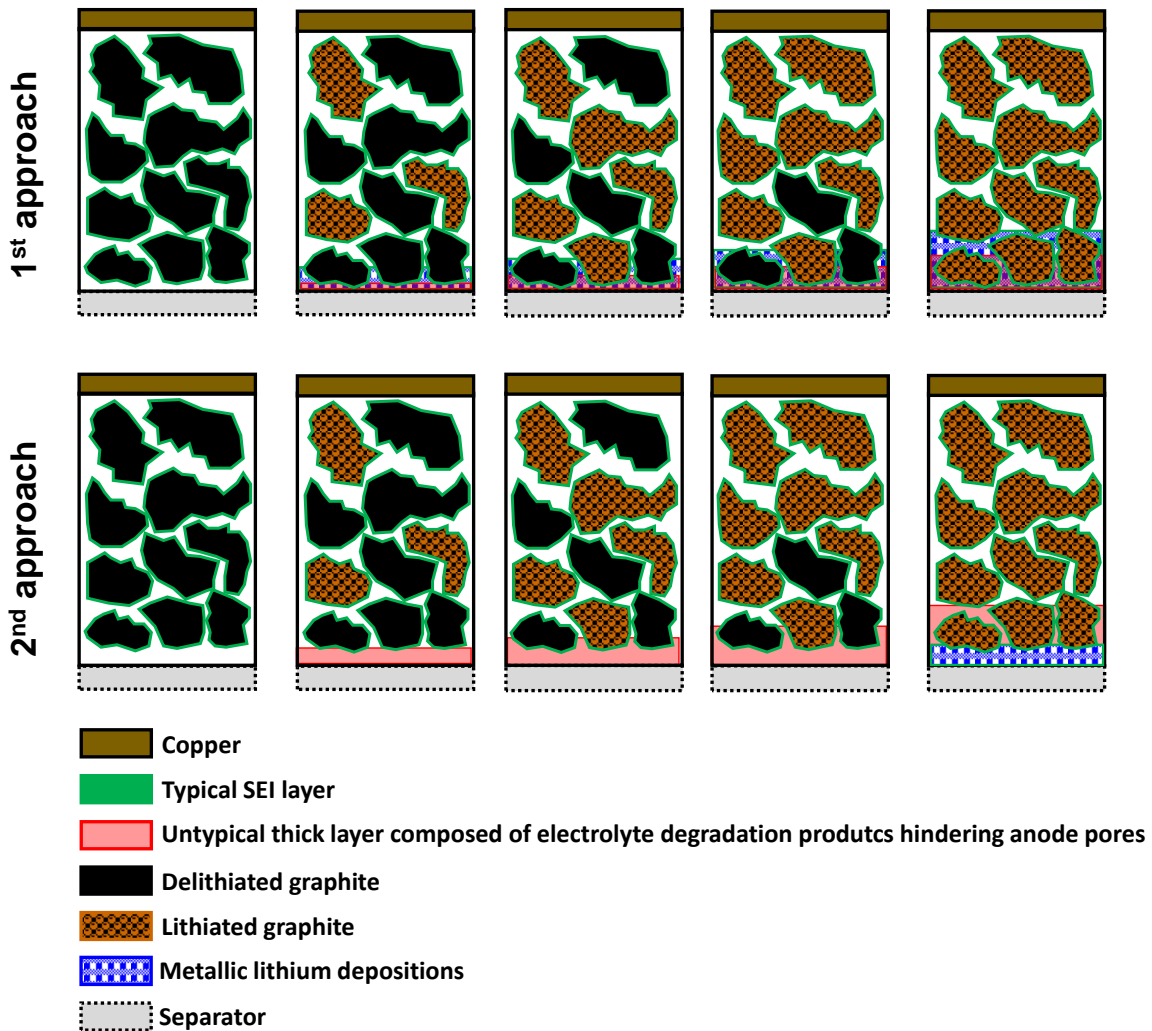 1st approach
2nd approach
Copper
Typical SEI layer
Untypical thick layer composed of electrolyte degradation produtcs hindering anode pores
Delithiated graphite
Lithiated graphite
Metallic lithium depositions
Separator